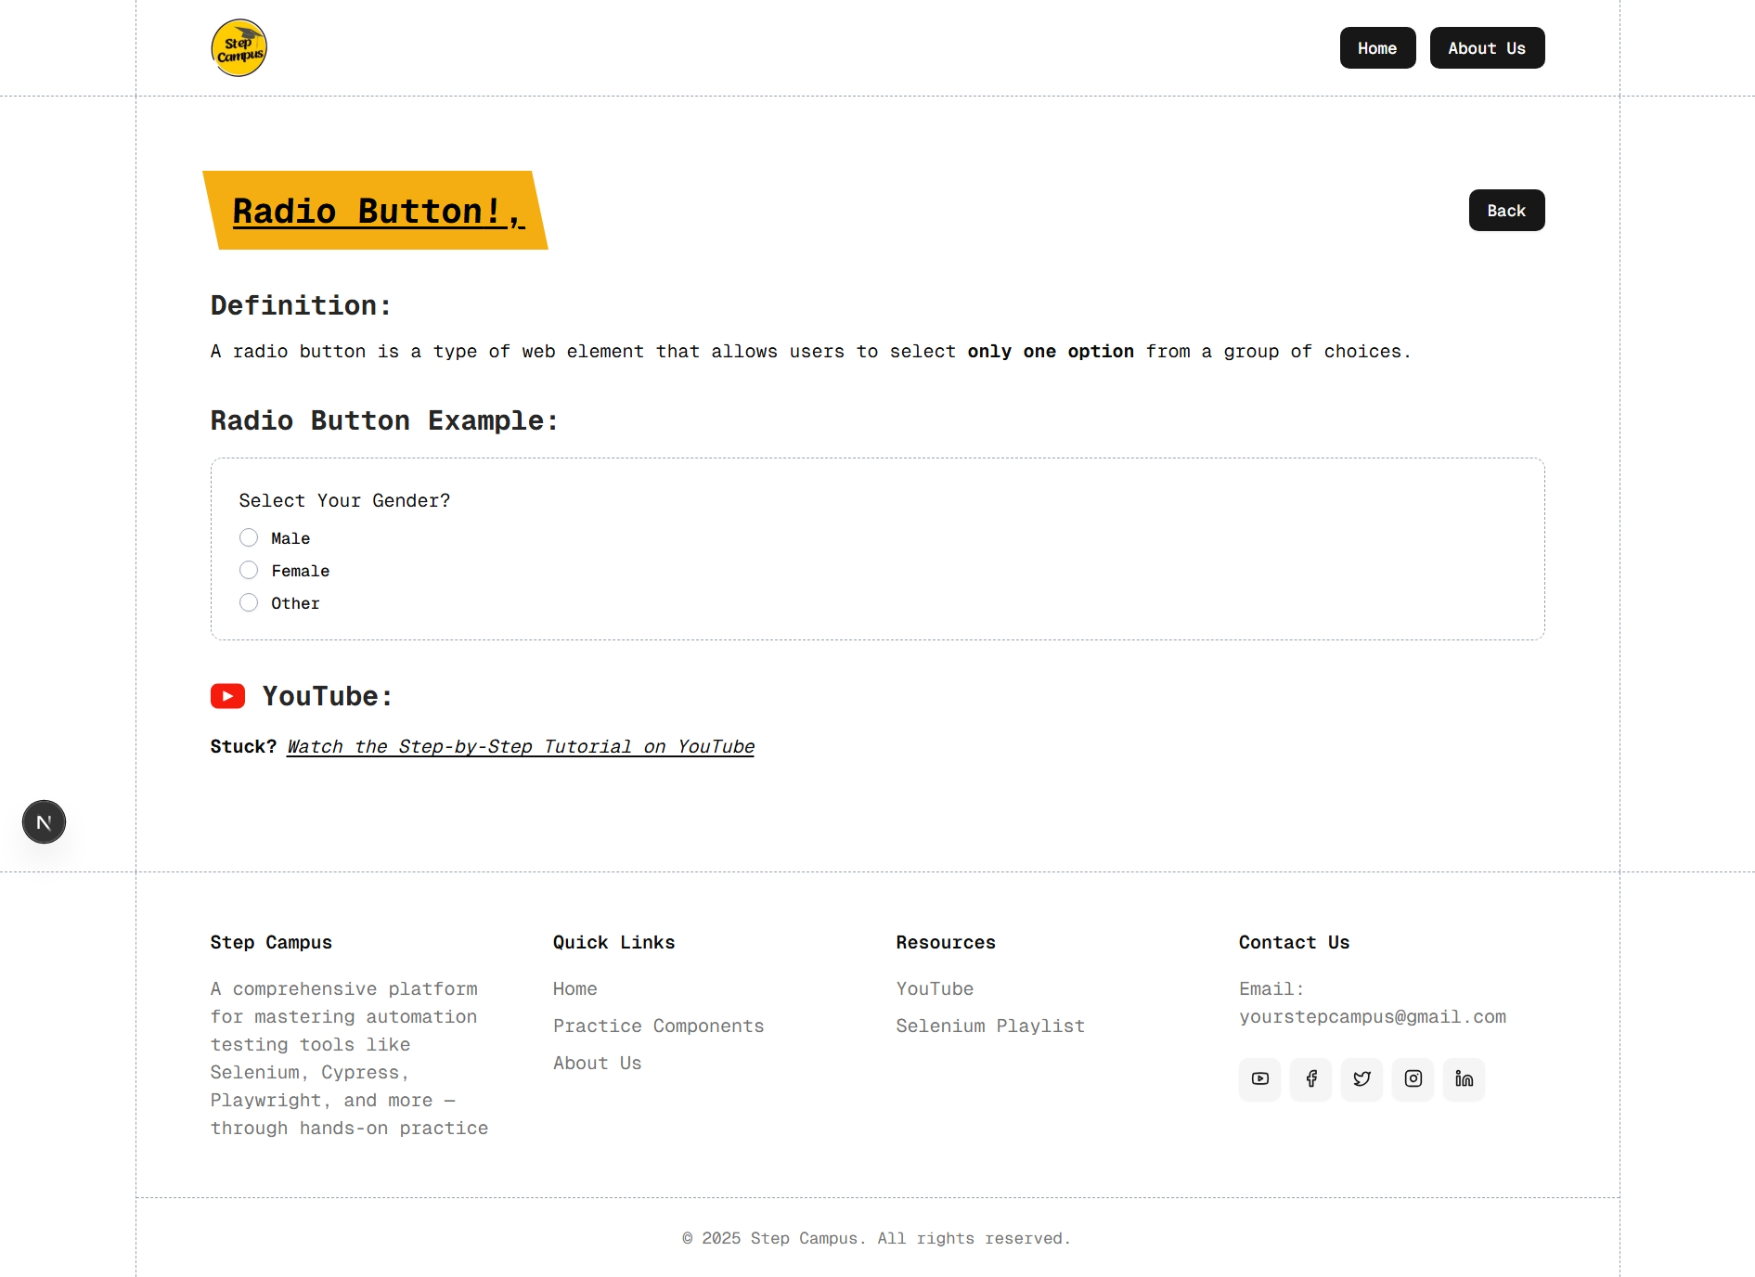 Step
Campus
Home
About Us
Radio Button!,
Back
Definition:
A radio button is a type of web element that allows users to select only one option from a group of choices.
Radio Button Example:
Select Your Gender?
Male
Female
Other
YouTube:
Stuck? Watch the Step-by-Step Tutorial on YouTube
N
Step Campus
A comprehensive platform
for mastering automation
testing tools like
Selenium, Cypress,
Playwright, and more —
through hands-on practice
Quick Links
Home
Practice Components
About Us
Resources
YouTube
Selenium Playlist
Contact Us
Email:
yourstepcampus@gmail.com
© 2025 Step Campus. All rights reserved.